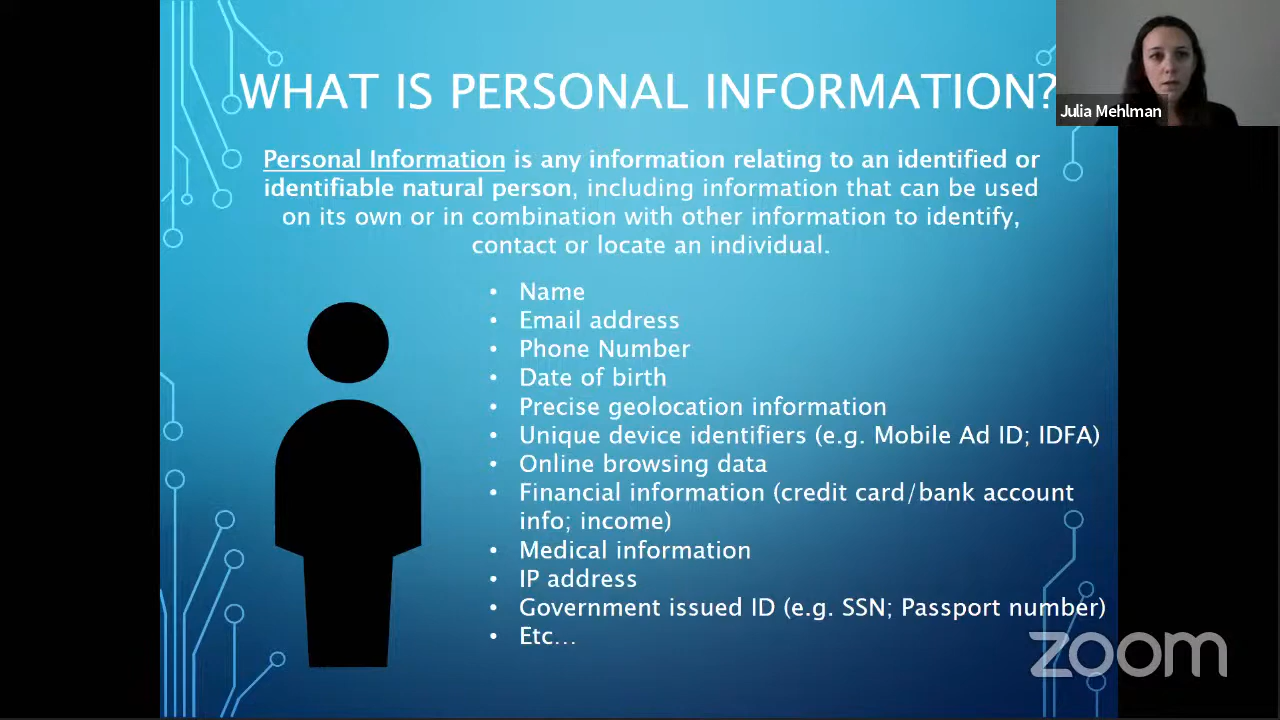 WHAT IS PERSONAL INFORMATION?
Julia Mehlman
Personal Information is any information relating to an identified or
identifiable natural person, including information that can be used
on its own or in combination with other information to identify,
contact or locate an individual.
• Name
• Email address
• Phone Number
• Date of birth
• Precise geolocation information
• Unique device identifiers (e.g. Mobile Ad ID; IDFA)
• Online browsing data
• Financial information (credit card/bank account
info; income)
• Medical information
• IP address
• Government issued ID (e.g. SSN; Passport number)
• Etc...
zoom